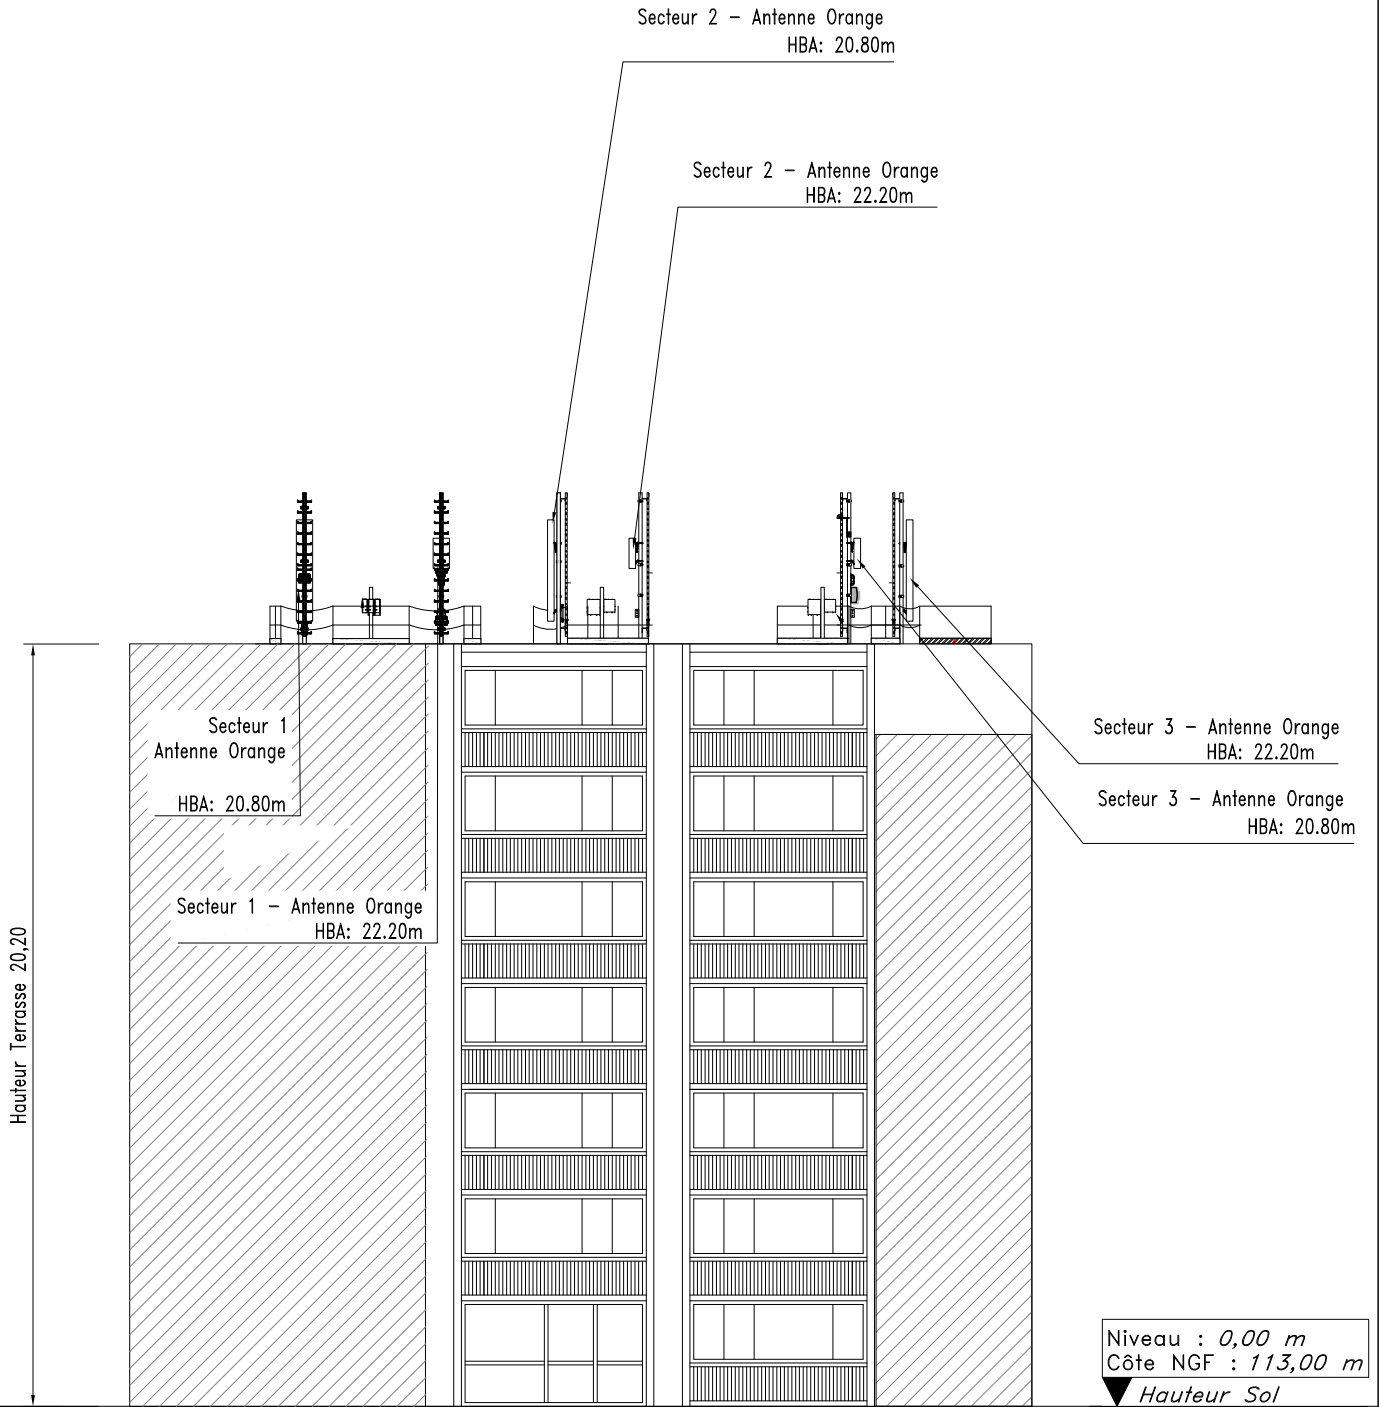 Secteur 2 – Antenne Orange
HBA: 20.80m
Secteur 2 – Antenne Orange
HBA: 22.20m
Secteur 1
Antenne Orange
HBA: 20.80m
Secteur 3 – Antenne Orange
HBA: 22.20m
Secteur 3 – Antenne Orange
HBA: 20.80m
Secteur 1 – Antenne Orange
HBA: 22.20m
Hauteur Terrasse 20,20
Niveau : 0,00 m
Côte NGF : 113,00 m
Hauteur Sol